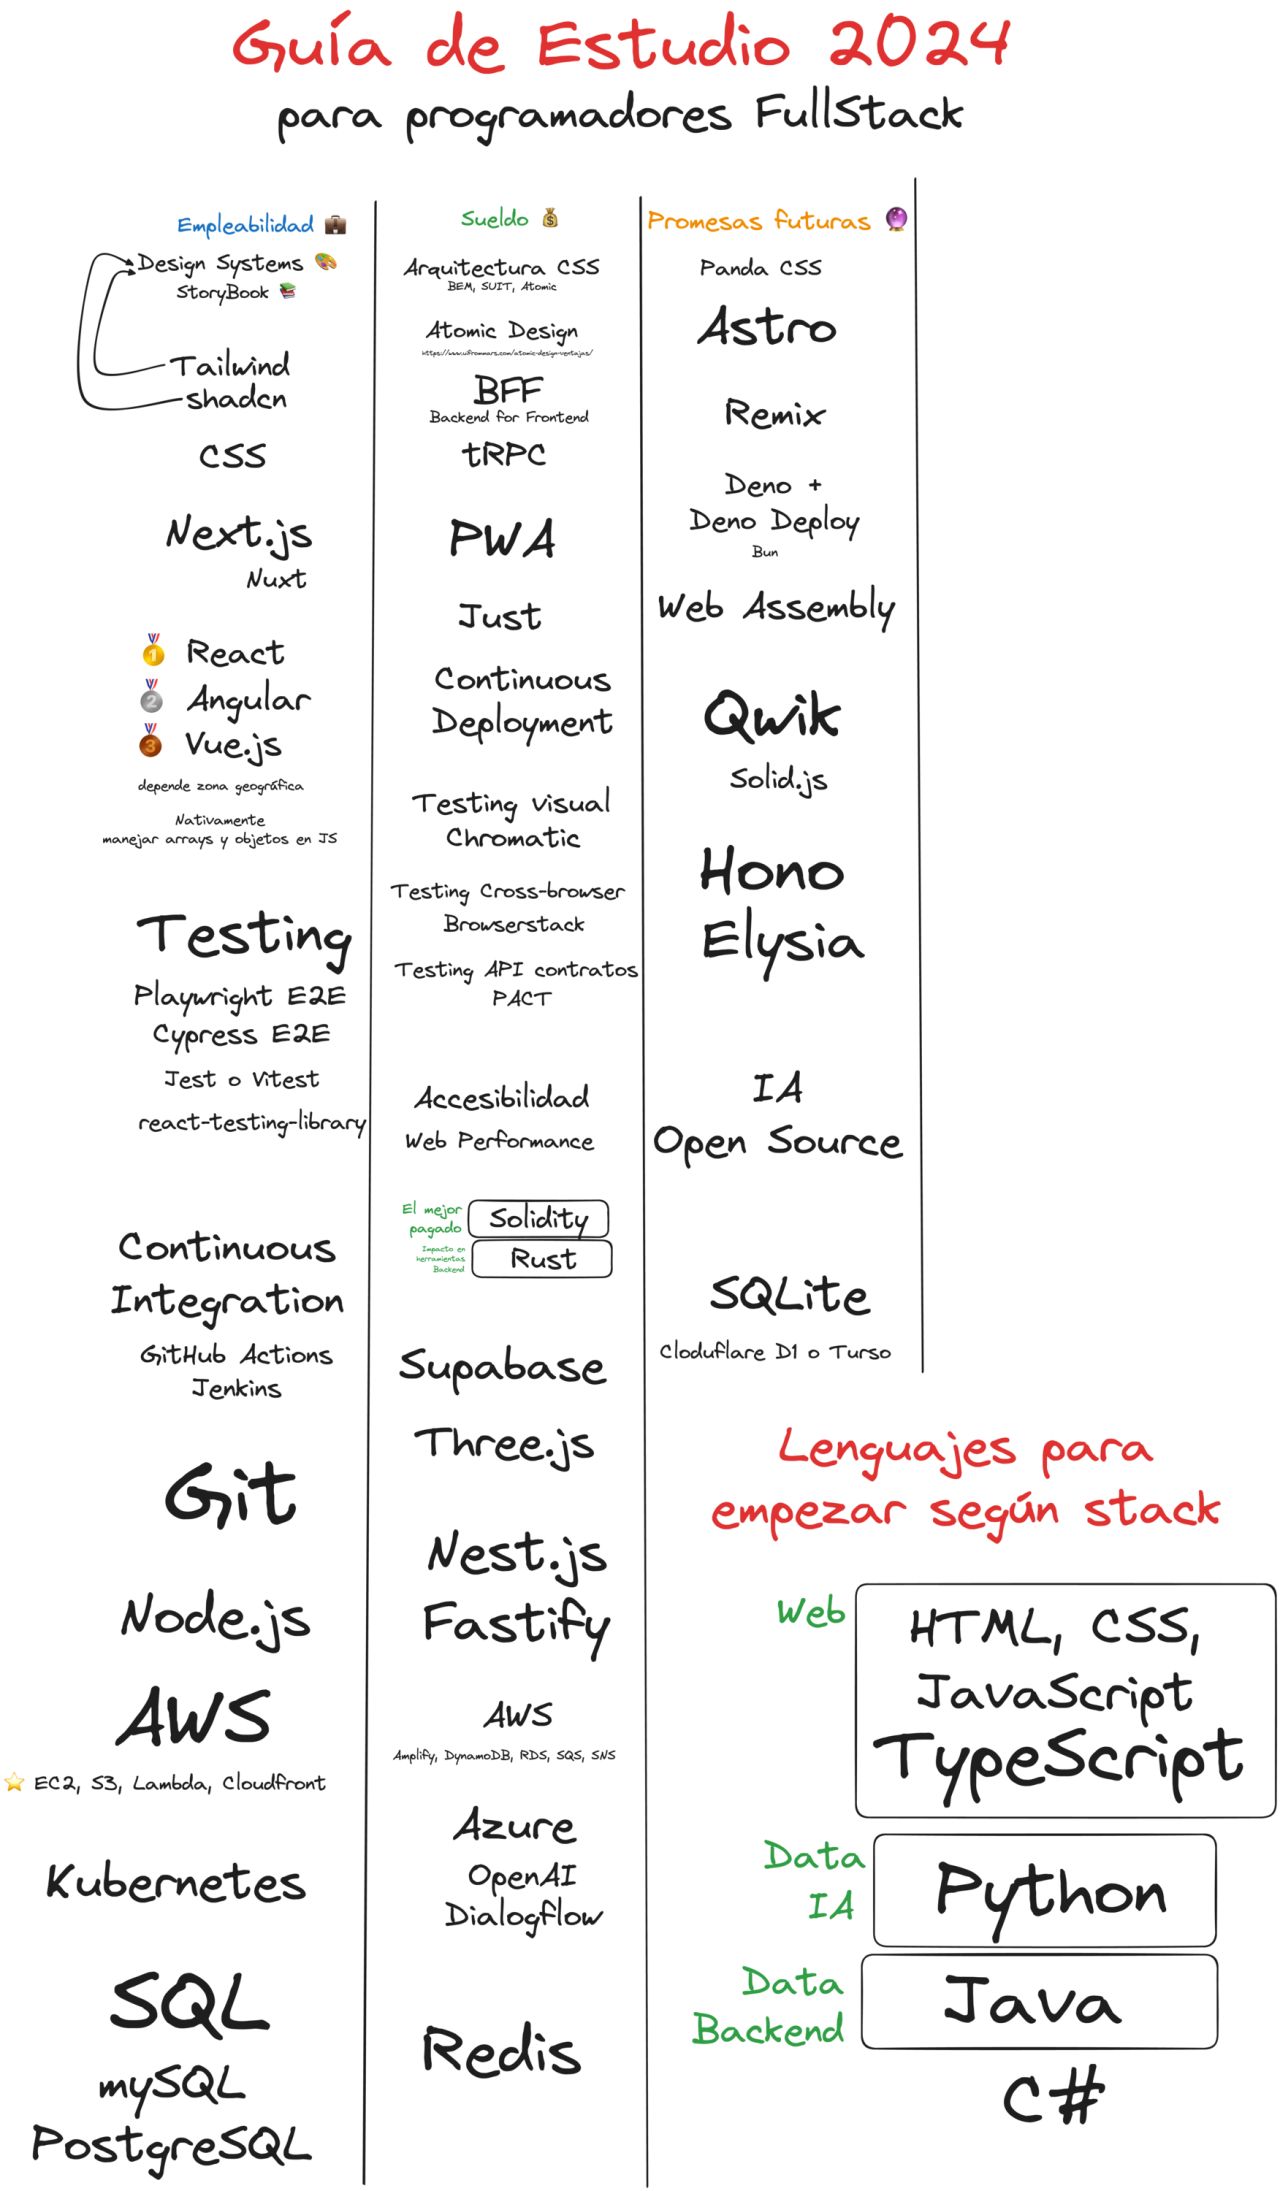 Guía de Estudio 2024
para programadores FullStack
Empleabilidad 💼
Design Systems 🎨
StoryBook 📚
Tailwind
shadcn
CSS
Next.js
Nuxt
🥇 React
🥈 Angular
🥉 Vue.js
depende zona geográfica
Nativamente
manejar arrays y objetos en JS
Testing
Playwright E2E
Cypress E2E
Jest o Vitest
react-testing-library
Continuous
Integration
GitHub Actions
Jenkins
Git
Node.js
AWS
⭐ EC2, S3, Lambda, Cloudfront
Kubernetes
SQL
mySQL
PostgreSQL
Sueldo 💰
Arquitectura CSS
BEM, SUIT, Atomic
Atomic Design
https://www.uifrommars.com/atomic-design-ventajas/
BFF
Backend for Frontend
tRPC
PWA
Just
Continuous
Deployment
Testing visual
Chromatic
Testing Cross-browser
Browserstack
Testing API contratos
PACT
Accesibilidad
Web Performance
El mejor
pagado
Solidity
Impacto en
herramientas
Backend
Rust
Supabase
Three.js
Nest.js
Fastify
AWS
Amplify, DynamoDB, RDS, SQS, SNS
Azure
OpenAI
Dialogflow
Redis
Promesas futuras 🔮
Panda CSS
Astro
Remix
Deno +
Deno Deploy
Bun
Web Assembly
Qwik
Solid.js
Hono
Elysia
IA
Open Source
SQLite
Cloduflare D1 o Turso
Lenguajes para
empezar según stack
Web
HTML, CSS,
JavaScript
TypeScript
Data
IA
Python
Data
Backend
Java
C#